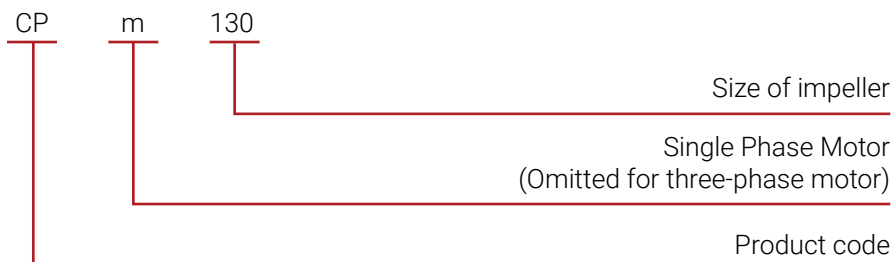 CP m 130
Size of impeller
Single Phase Motor
(Omitted for three-phase motor)
Product code